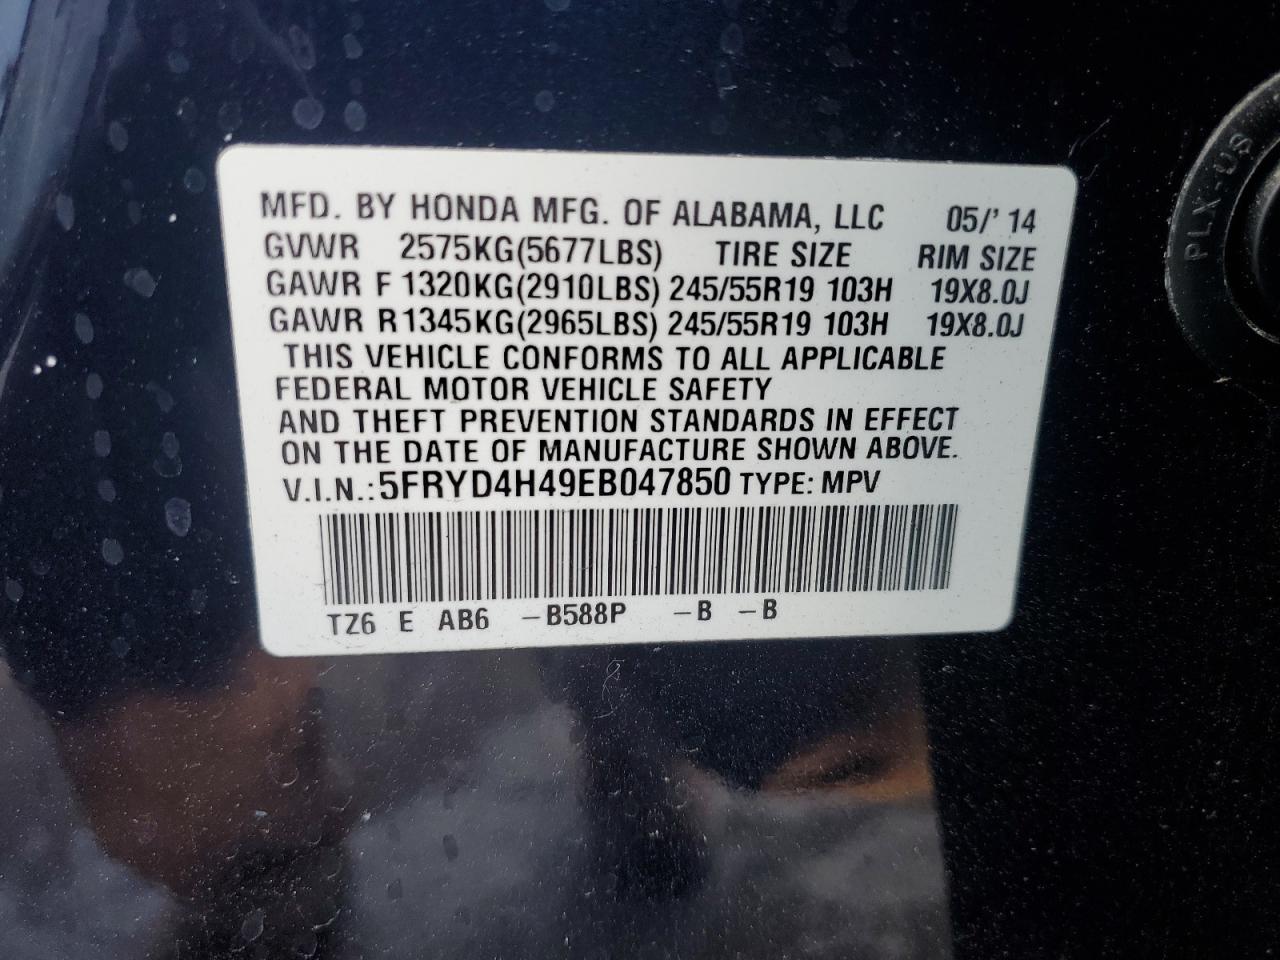 MFD. BY HONDA MFG. OF ALABAMA, LLC 05/' 14
GVWR 2575KG(5677LBS) TIRE SIZE RIM SIZE
GAWR F 1320KG(2910LBS) 245/55R19 103H 19X8.0J
GAWR R 1345KG(2965LBS) 245/55R19 103H 19X8.0J
THIS VEHICLE CONFORMS TO ALL APPLICABLE
FEDERAL MOTOR VEHICLE SAFETY
AND THEFT PREVENTION STANDARDS IN EFFECT
ON THE DATE OF MANUFACTURE SHOWN ABOVE.
V.I.N.: 5FRYD4H49EB047850 TYPE: MPV
TZ6 E AB6 –B588P –B –B
PLX-US